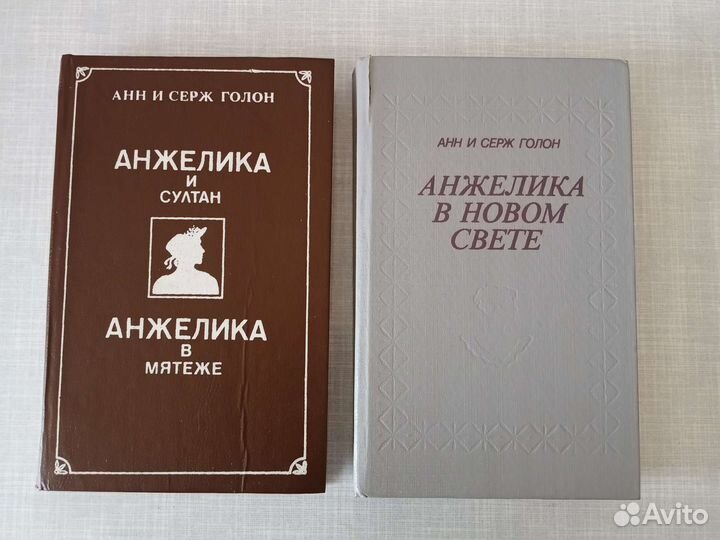 АНН И СЕРЖ ГОЛОН
АНЖЕЛИКА
И
СУЛТАН
АНЖЕЛИКА
В
МЯТЕЖЕ
АНН И СЕРЖ ГОЛОН
АНЖЕЛИКА
В НОВОМ
СВЕТЕ
Avito